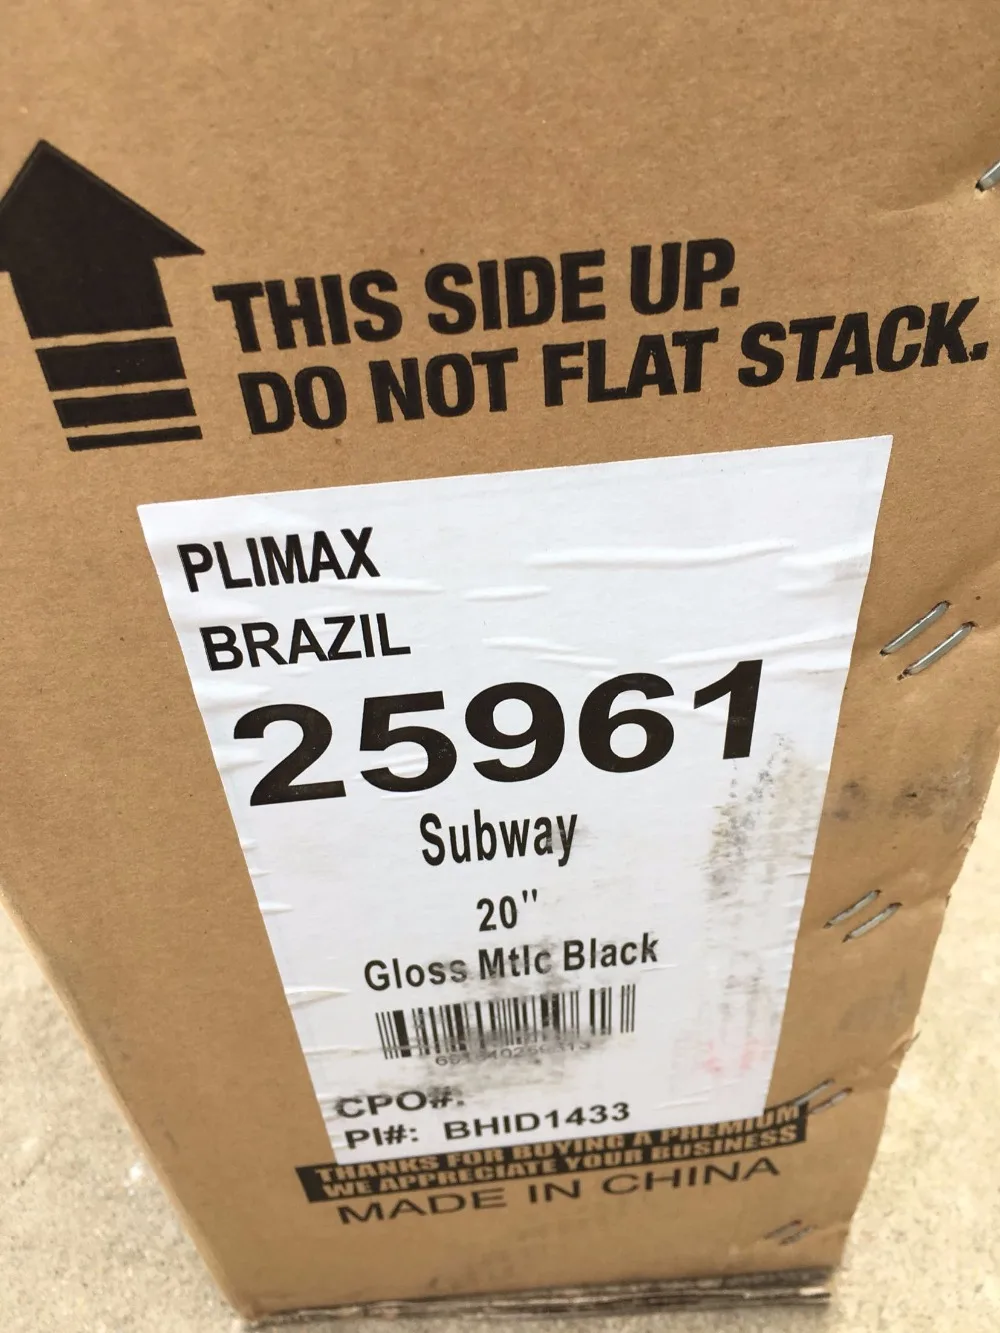 THIS SIDE UP.
DO NOT FLAT STACK.
PLIMAX
BRAZIL
25961
Subway
20"
Gloss Mtlc Black
CPO#:
PI#: BHID1433
THANKS FOR BUYING A PREMIUM
WE APPRECIATE YOUR BUSINESS
MADE IN CHINA